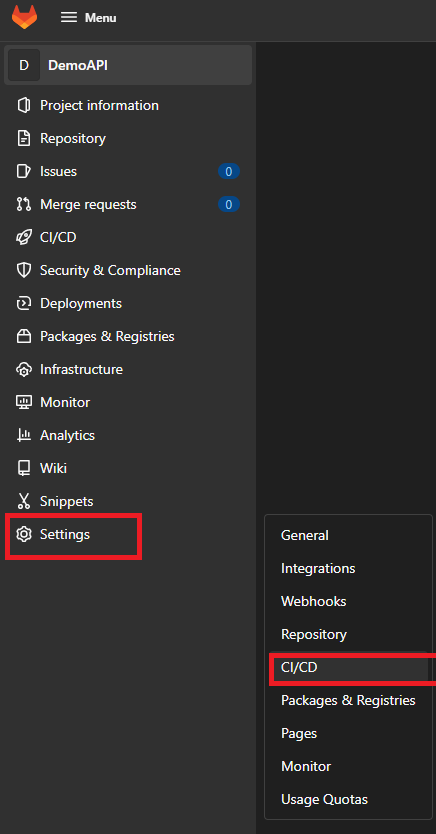 Menu
D DemoAPI
Project information
Repository
Issues 0
Merge requests 0
CI/CD
Security & Compliance
Deployments
Packages & Registries
Infrastructure
Monitor
Analytics
Wiki
Snippets
Settings
General
Integrations
Webhooks
Repository
CI/CD
Packages & Registries
Pages
Monitor
Usage Quotas